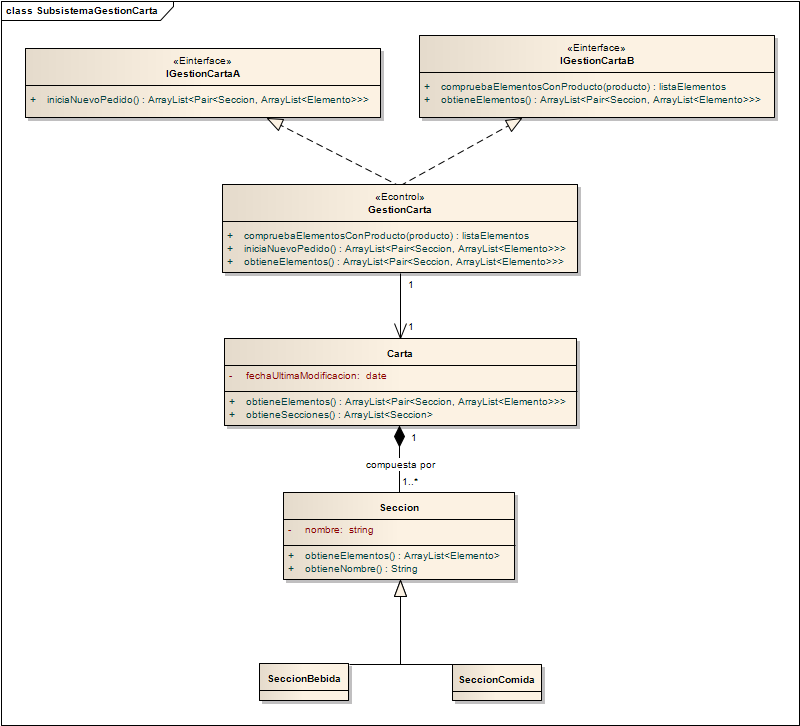 class SubsistemaGestionCarta
«Einterface»
IGestionCartaA
+ iniciaNuevoPedido() : ArrayList<Pair<Seccion, ArrayList<Elemento>>>
«Einterface»
IGestionCartaB
+ compruebaElementosConProducto(producto) : listaElementos
+ obtieneElementos() : ArrayList<Pair<Seccion, ArrayList<Elemento>>>
«Econtrol»
GestionCarta
+ compruebaElementosConProducto(producto) : listaElementos
+ iniciaNuevoPedido() : ArrayList<Pair<Seccion, ArrayList<Elemento>>>
+ obtieneElementos() : ArrayList<Pair<Seccion, ArrayList<Elemento>>>
1
1
Carta
- fechaUltimaModificacion: date
+ obtieneElementos() : ArrayList<Pair<Seccion, ArrayList<Elemento>>>
+ obtieneSecciones() : ArrayList<Seccion>
1
compuesta por
1..*
Seccion
- nombre: string
+ obtieneElementos() : ArrayList<Elemento>
+ obtieneNombre() : String
SeccionBebida
SeccionComida